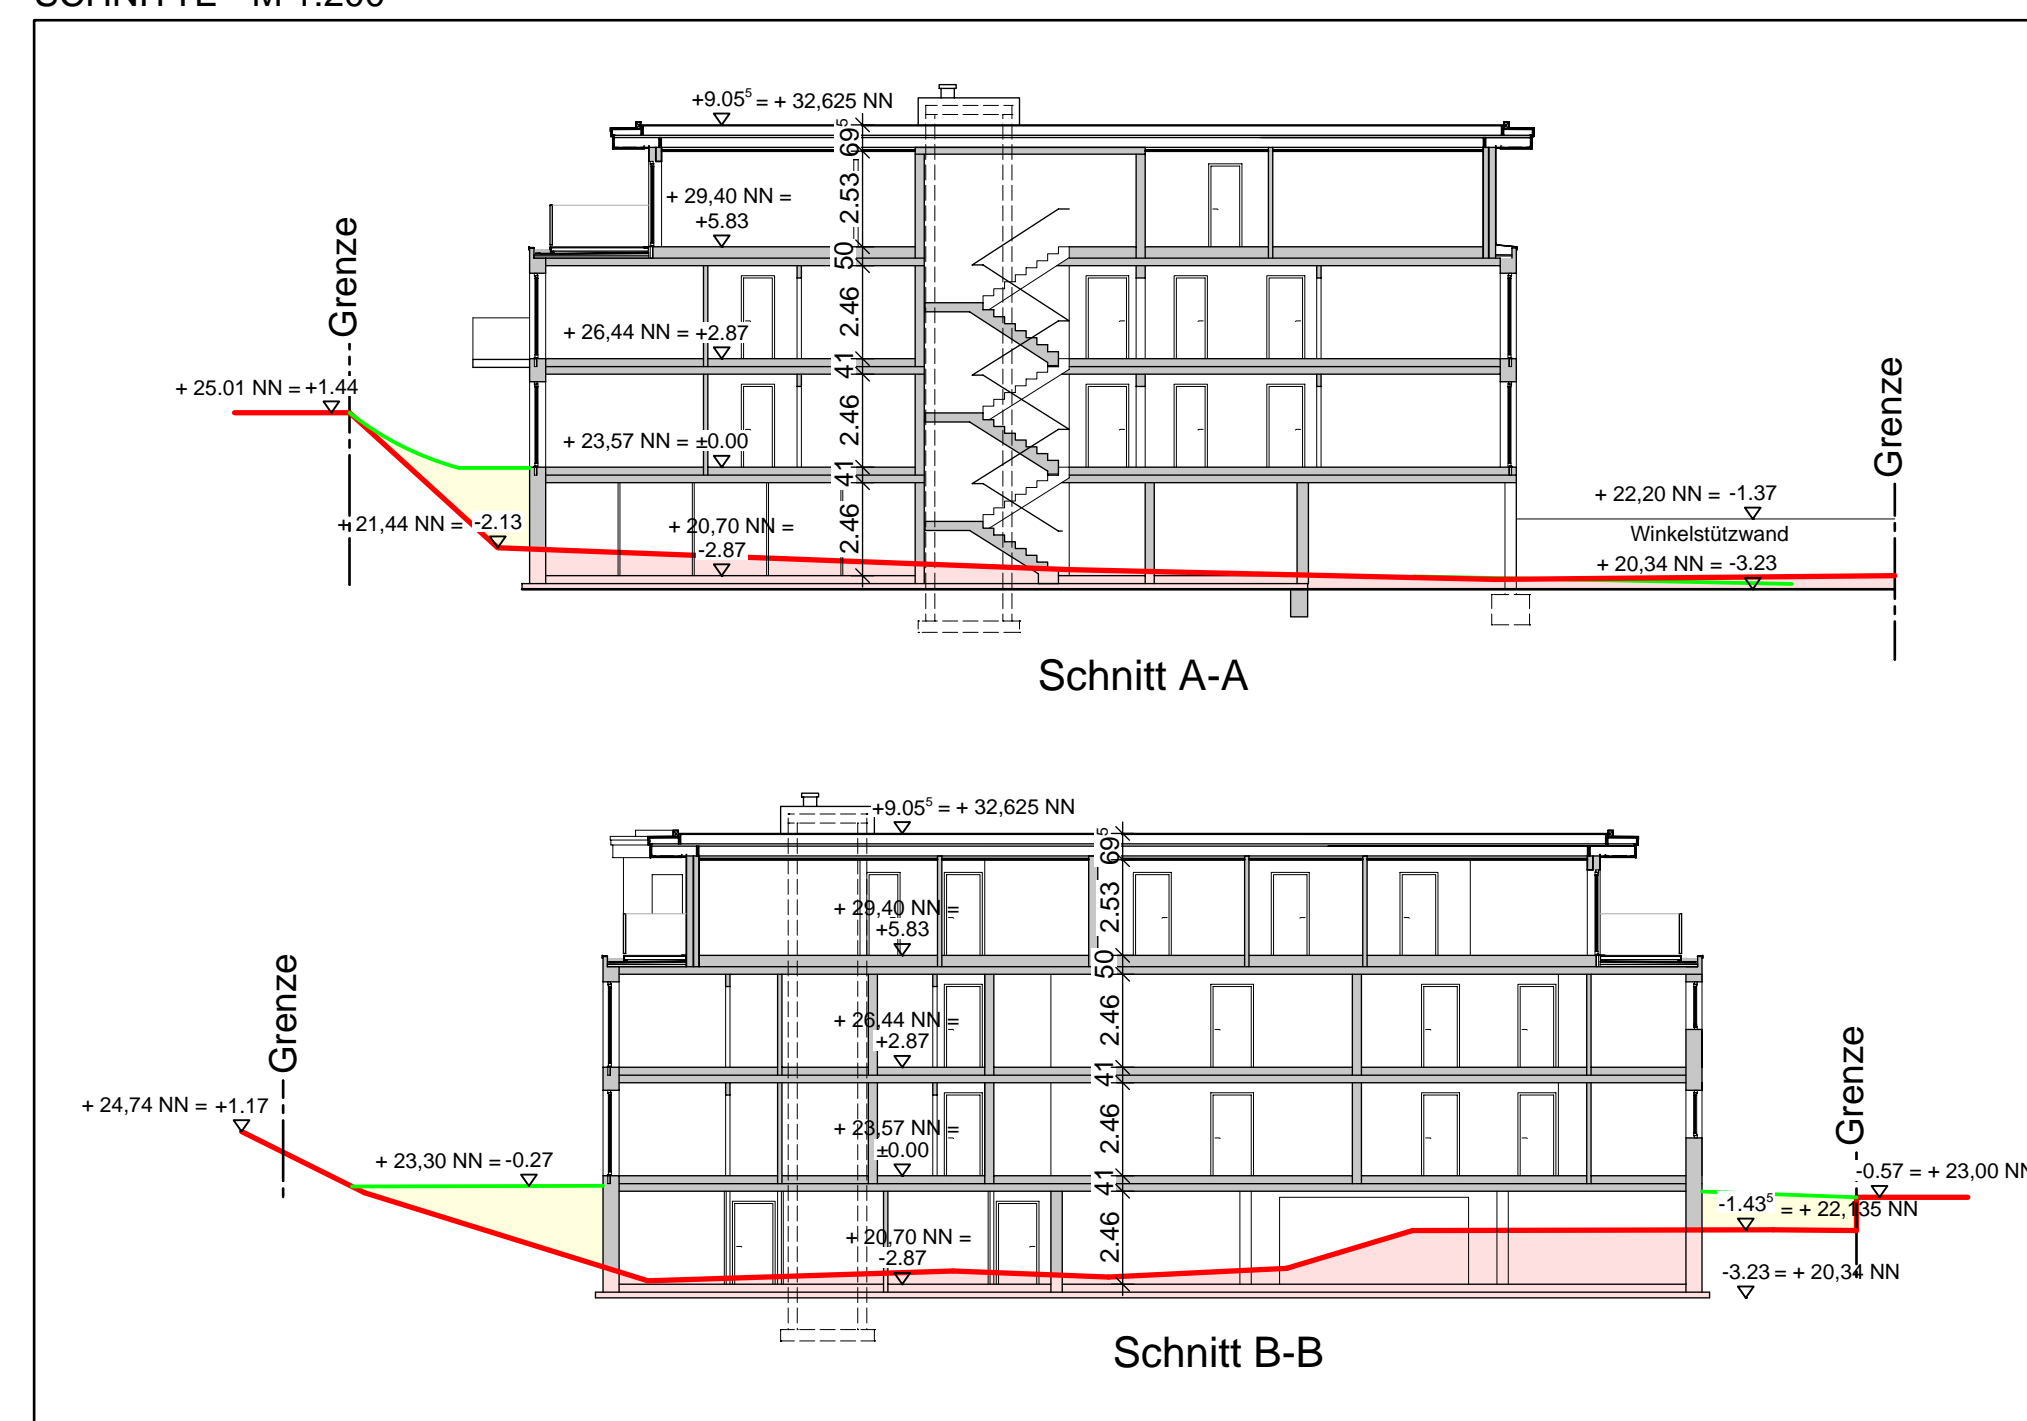 SCHNITTE - M 1:200
+9.05⁵ = + 32,625 NN
69⁵
+ 29,40 NN =
+5.83
2.53
50
Grenze
+ 26,44 NN = +2.87
2.46
41
+ 25.01 NN = +1.44
2.46
Grenze
+ 23,57 NN = ±0.00
41
+ 22,20 NN = -1.37
+ 21,44 NN = -2.13
+ 20,70 NN =
-2.87
2.46
Winkelstützwand
+ 20,34 NN = -3.23
Schnitt A-A
+9.05⁵ = + 32,625 NN
69⁵
+ 29,40 NN =
+5.83
2.53
50
Grenze
+ 26,44 NN =
+2.87
2.46
41
Grenze
+ 24,74 NN = +1.17
+ 23,57 NN =
±0.00
2.46
+ 23,30 NN = -0.27
41
-0.57 = + 23,00 NN
-1.43⁵ = + 22,135 NN
+ 20,70 NN =
-2.87
2.46
-3.23 = + 20,34 NN
Schnitt B-B